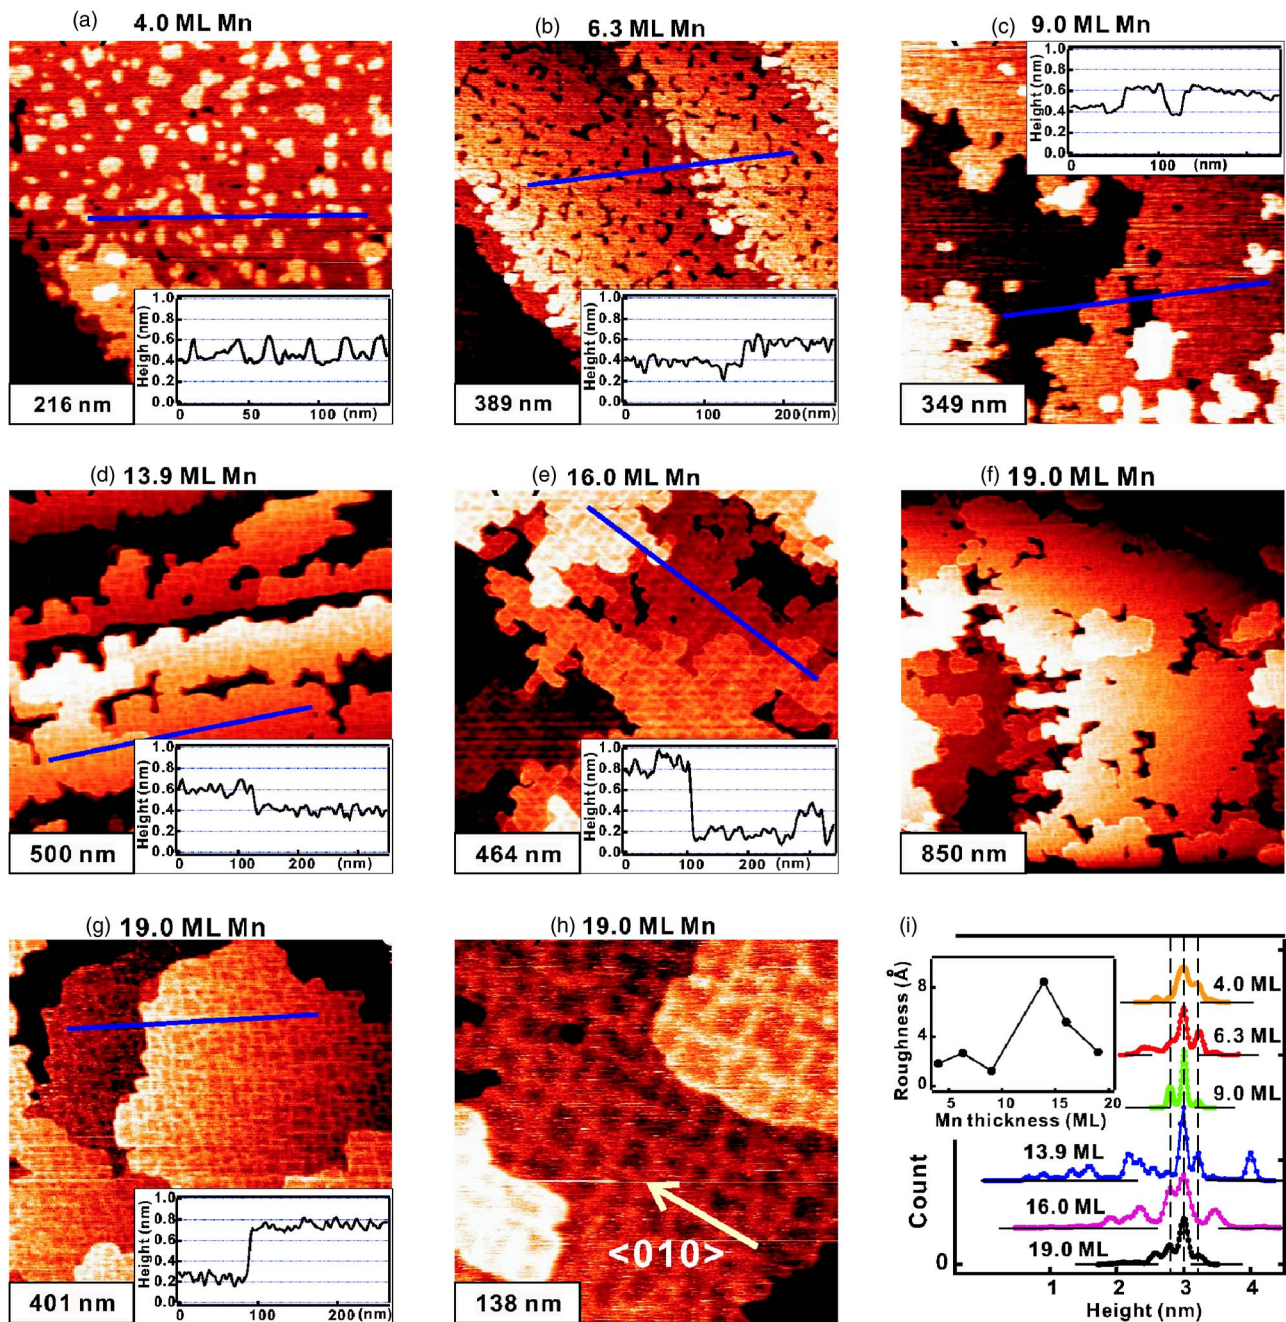 (a) 4.0 ML Mn
Height (nm)
1.0
0.8
0.6
0.4
0.2
0.0
0 50 100 (nm)
216 nm
(b) 6.3 ML Mn
Height (nm)
1.0
0.8
0.6
0.4
0.2
0.0
0 100 200 (nm)
389 nm
(c) 9.0 ML Mn
Height (nm)
1.0
0.8
0.6
0.4
0.2
0.0
0 100 (nm)
349 nm
(d) 13.9 ML Mn
Height (nm)
1.0
0.8
0.6
0.4
0.2
0.0
0 100 200 (nm)
500 nm
(e) 16.0 ML Mn
Height (nm)
1.0
0.8
0.6
0.4
0.2
0.0
0 100 200 (nm)
464 nm
(f) 19.0 ML Mn
850 nm
(g) 19.0 ML Mn
Height (nm)
1.0
0.8
0.6
0.4
0.2
0.0
0 100 200 (nm)
401 nm
(h) 19.0 ML Mn
<010>
138 nm
(i)
Roughness (Å)
8
4
0
5 10 15 20
Mn thickness (ML)
4.0 ML
6.3 ML
9.0 ML
13.9 ML
16.0 ML
19.0 ML
Count
0
1 2 3 4
Height (nm)